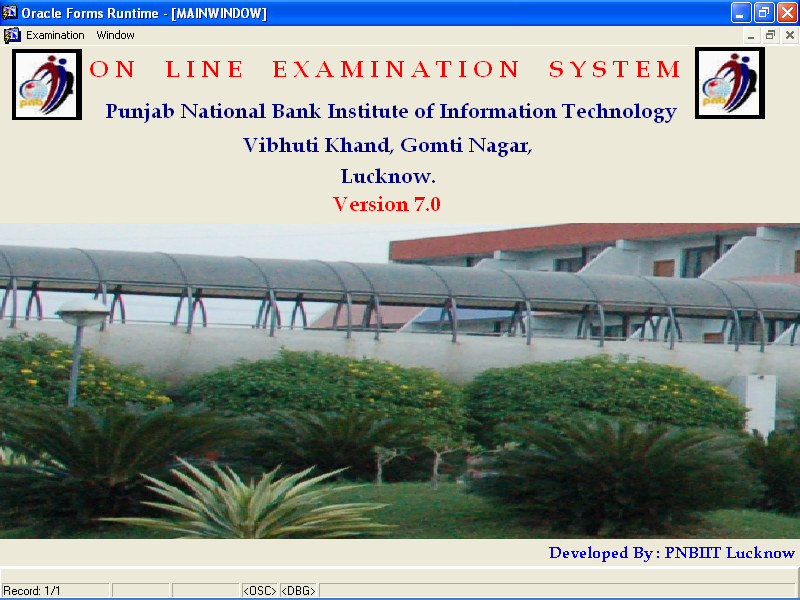 Oracle Forms Runtime - [MAINWINDOW]
Examination Window
ON LINE EXAMINATION SYSTEM
pnb
pnb
Punjab National Bank Institute of Information Technology
Vibhuti Khand, Gomti Nagar,
Lucknow.
Version 7.0
Developed By : PNBIIT Lucknow
Record: 1/1 <OSC> <DBG>